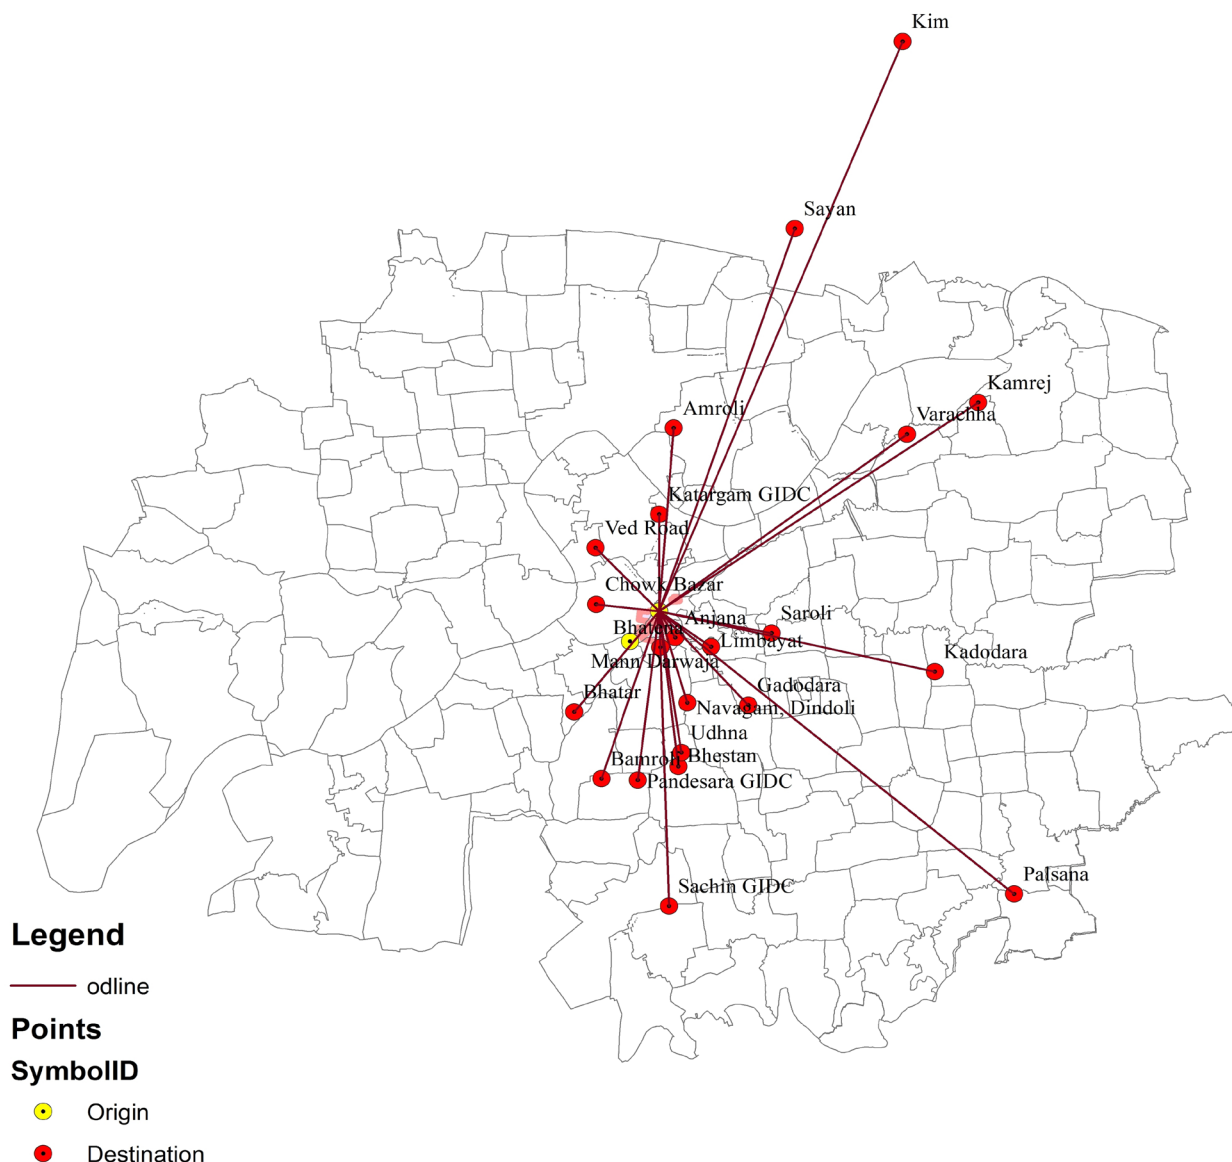 Kim
Sayan
Kamrej
Varachha
Amroli
Katargam GIDC
Ved Road
Chowk Bazar
Saroli
Anjana
Bhatena
Limbayat
Kadodara
Mann Darwaja
Gadodara
Bhatar
Navagam, Dindoli
Udhna
Bhestan
Bamroli
Pandesara GIDC
Palsana
Sachin GIDC
Legend
odline
Points
SymbolID
Origin
Destination